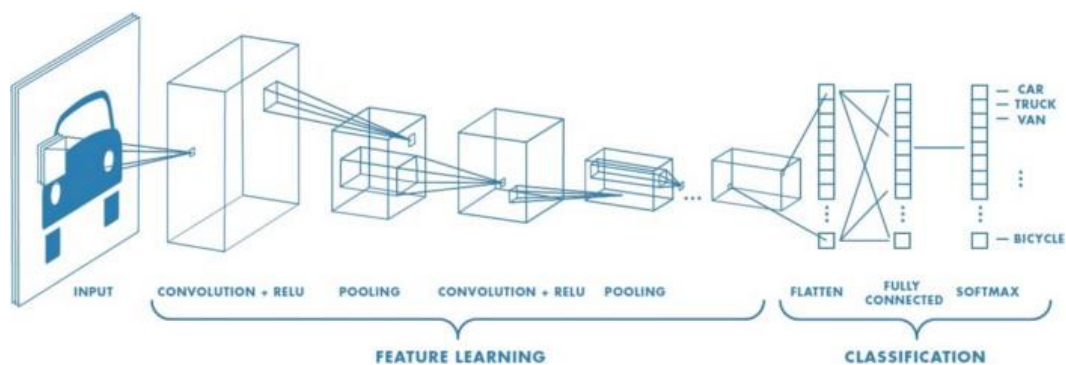 CAR
TRUCK
VAN
BICYCLE
INPUT
CONVOLUTION + RELU
POOLING
CONVOLUTION + RELU
POOLING
FLATTEN
FULLY
CONNECTED
SOFTMAX
FEATURE LEARNING
CLASSIFICATION